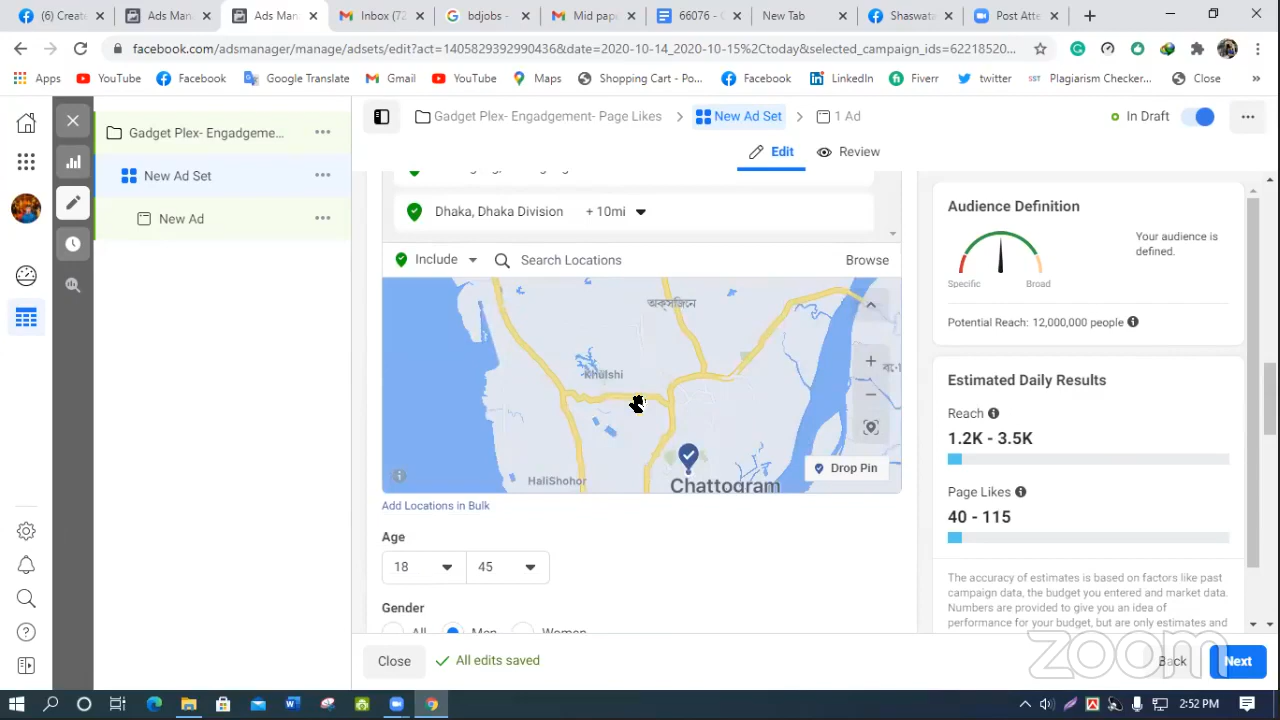 (6) Create
Ads Man
Ads Man
Inbox (72
bdjobs -
Mid pap
66076 -
New Tab
Shaswata
Post Atte
facebook.com/adsmanager/manage/adsets/edit?act=1405829392990436&date=2020-10-14_2020-10-15%2Ctoday&selected_campaign_ids=62218520...
Apps
YouTube
Facebook
Google Translate
Gmail
YouTube
Maps
Shopping Cart - Po...
Facebook
LinkedIn
Fiverr
twitter
Plagiarism Checker...
Close
»
Gadget Plex- Engadgement- Page Likes
New Ad Set
1 Ad
In Draft
Gadget Plex- Engadgeme...
Edit
Review
New Ad Set
New Ad
Dhaka, Dhaka Division + 10mi
Include
Search Locations
Browse
অক্সজিনে
Khulshi
HaliShohor
Chattogram
Drop Pin
Add Locations in Bulk
Age
18
45
Gender
All
Men
Women
Audience Definition
Your audience is
defined.
Specific
Broad
Potential Reach: 12,000,000 people
Estimated Daily Results
Reach
1.2K - 3.5K
Page Likes
40 - 115
The accuracy of estimates is based on factors like past
campaign data, the budget you entered and market data.
Numbers are provided to give you an idea of
performance for your budget, but are only estimates and
Close
All edits saved
zoom
Back
Next
2:52 PM